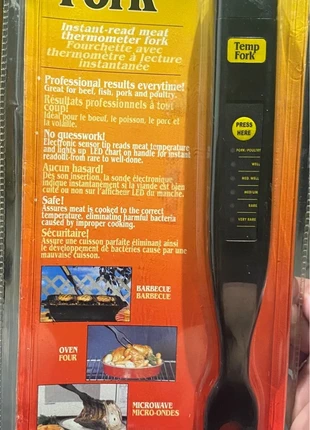 Fork
Instant-read meat
thermometer fork
Fourchette avec
thermomètre à lecture
instantanée
• Professional results everytime!
Great for beef, fish, pork and poultry.
Résultats professionels à tout
coup!
Idéal pour le boeuf, le poisson, le porc et
la volaille.
• No guesswork!
Electronic sensor tip reads meat temperature
and lights up LED chart on handle for instant
readout from rare to well-done.
Aucun hasard!
Dès son insertion, la sonde électronique
indique instantanément si la viande est bien
cuite ou non sur l'afficheur LED du manche.
• Safe!
Assures meat is cooked to the correct
temperature, eliminating harmful bacteria
caused by improper cooking.
Sécuritaire!
Assure une cuisson parfaite éliminant ainsi
le développement de bactéries causé par une
mauvaise cuisson.
BARBECUE
BARBECUE
OVEN
FOUR
MICROWAVE
MICRO-ONDES
Temp
Fork
PRESS
HERE
PORK · POULTRY
WELL
MED. WELL
MEDIUM
RARE
VERY RARE